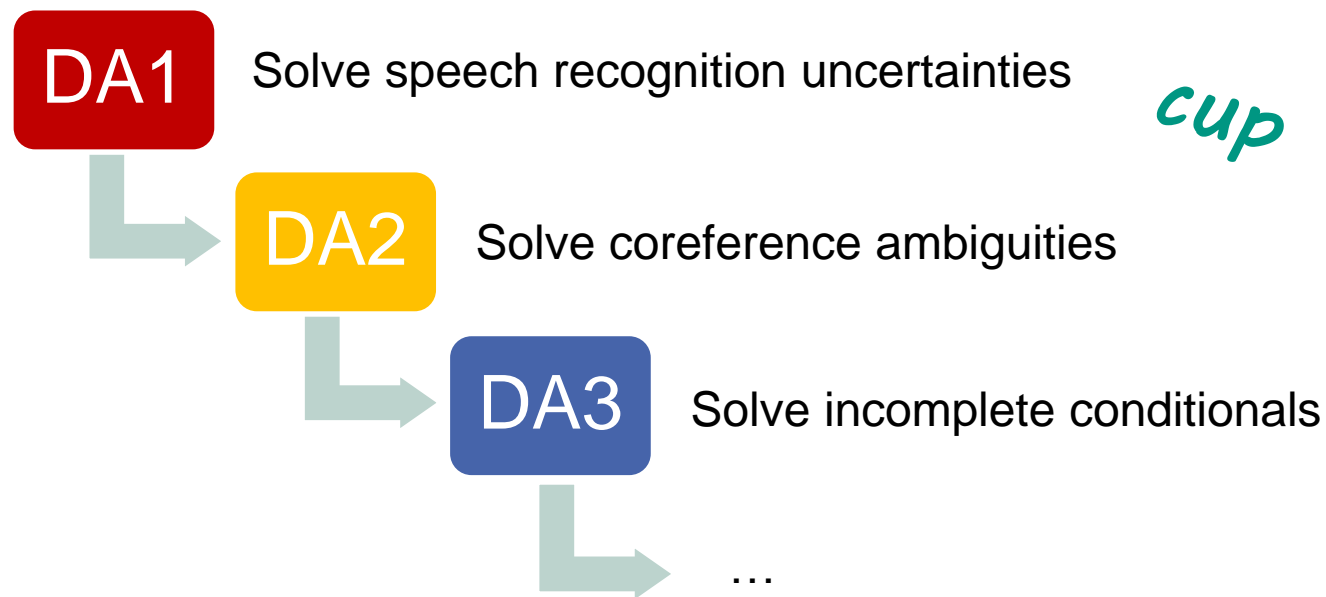 DA1
Solve speech recognition uncertainties
cup
DA2
Solve coreference ambiguities
DA3
Solve incomplete conditionals
…